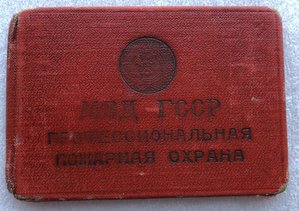 МВД ГССР
ПРОФЕССИОНАЛЬНАЯ
ПОЖАРНАЯ ОХРАНА